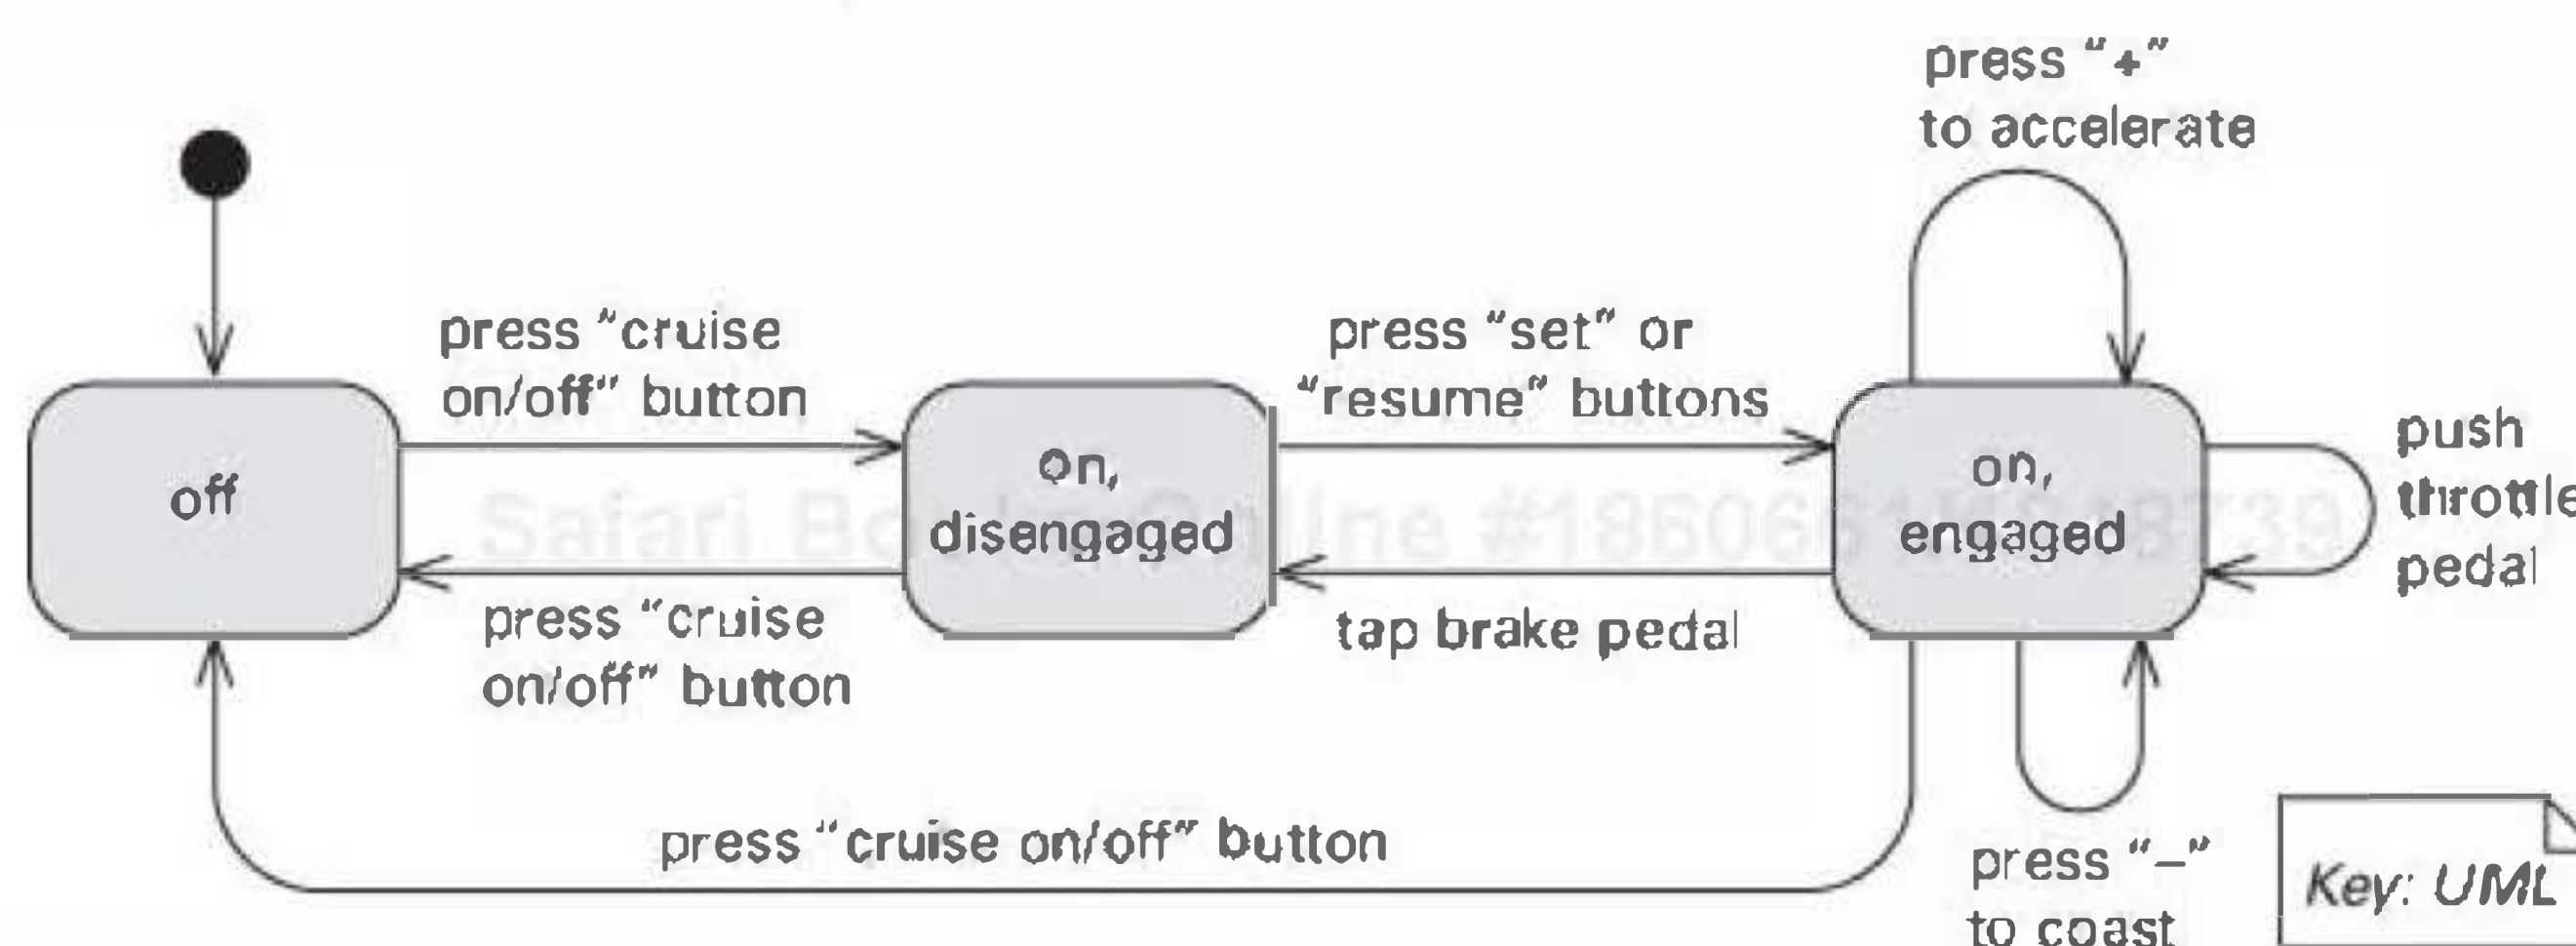 press “+”
to accelerate
press “cruise
on/off” button
press “set” or
“resume” buttons
off
on,
disengaged
on,
engaged
push
throttle
pedal
press “cruise
on/off” button
tap brake pedal
press “cruise on/off” button
press “–”
to coast
Key: UML
Safari Online